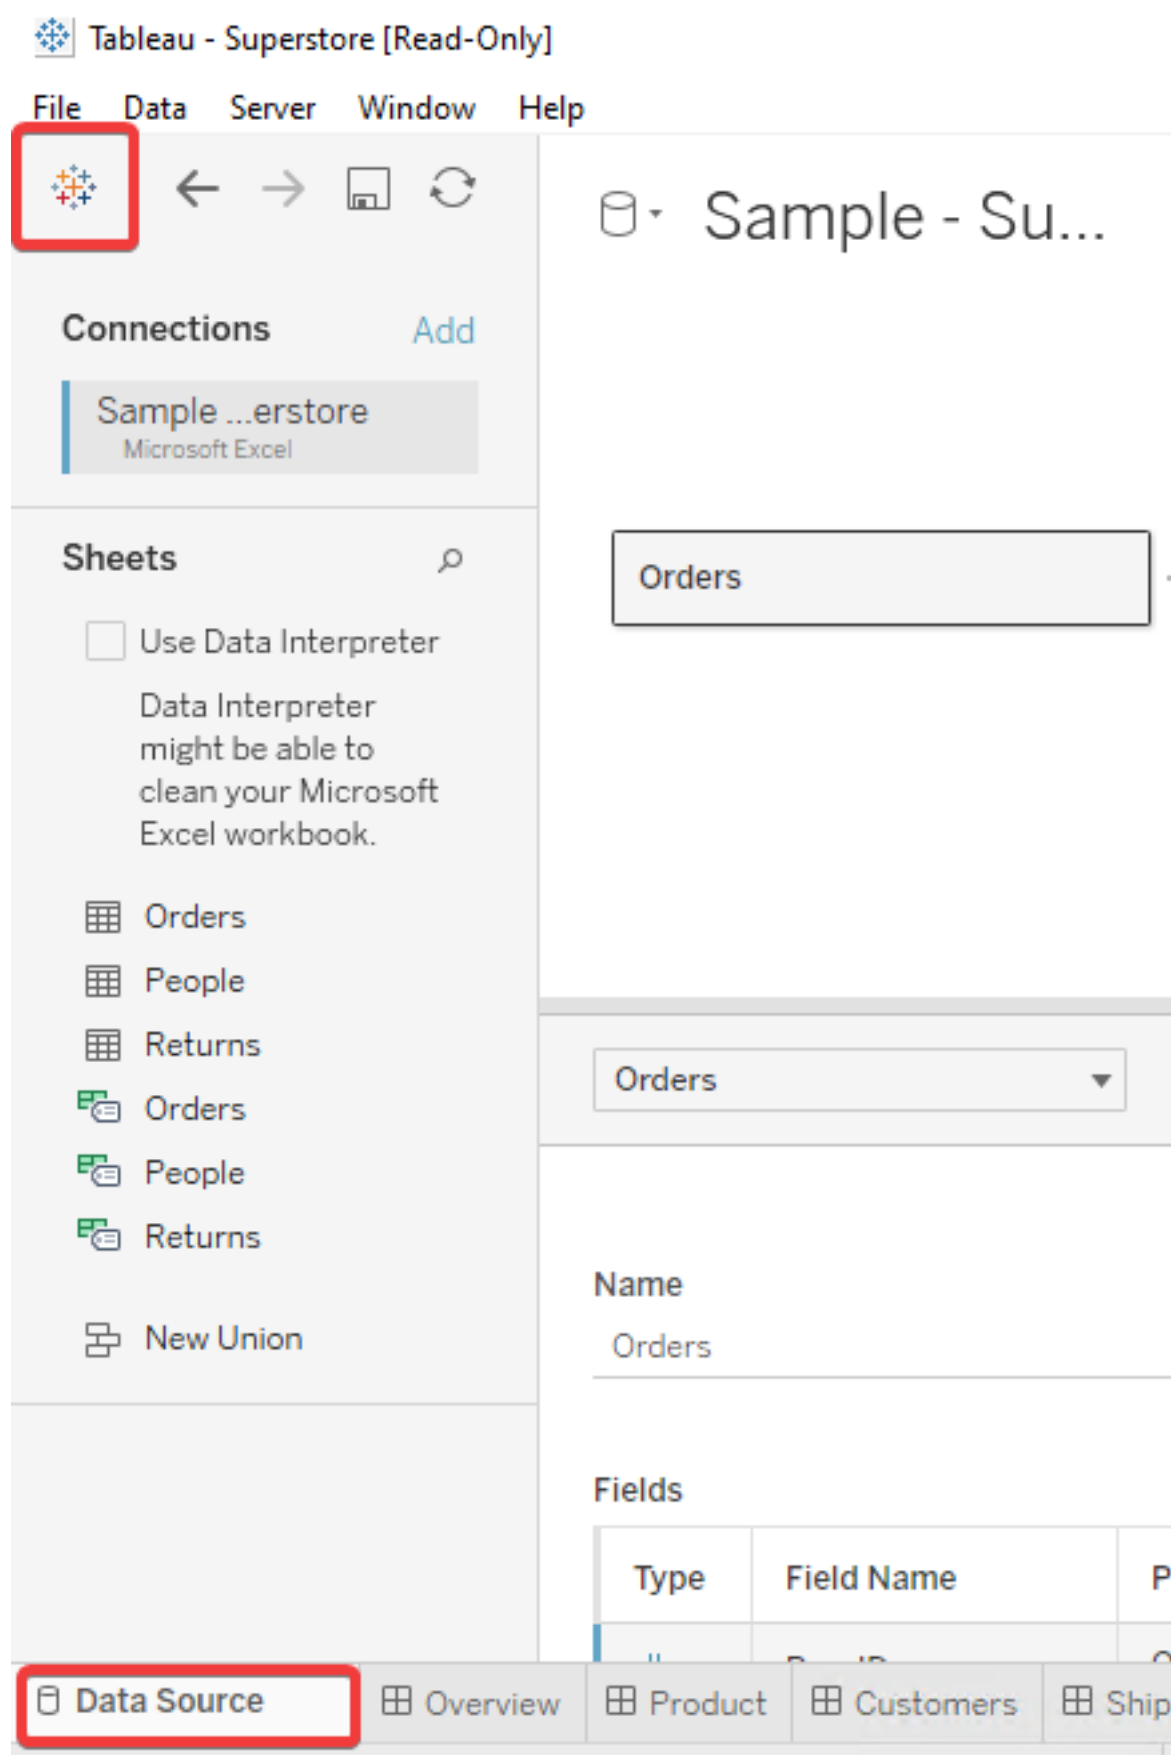 Tableau - Superstore [Read-Only]
File Data Server Window Help
Sample - Su...
Connections Add
Sample ...erstore
Microsoft Excel
Sheets
Orders
Use Data Interpreter
Data Interpreter
might be able to
clean your Microsoft
Excel workbook.
Orders
People
Returns
Orders
People
Returns
New Union
Orders
Name
Orders
Fields
Type Field Name P
Data Source Overview Product Customers Ship